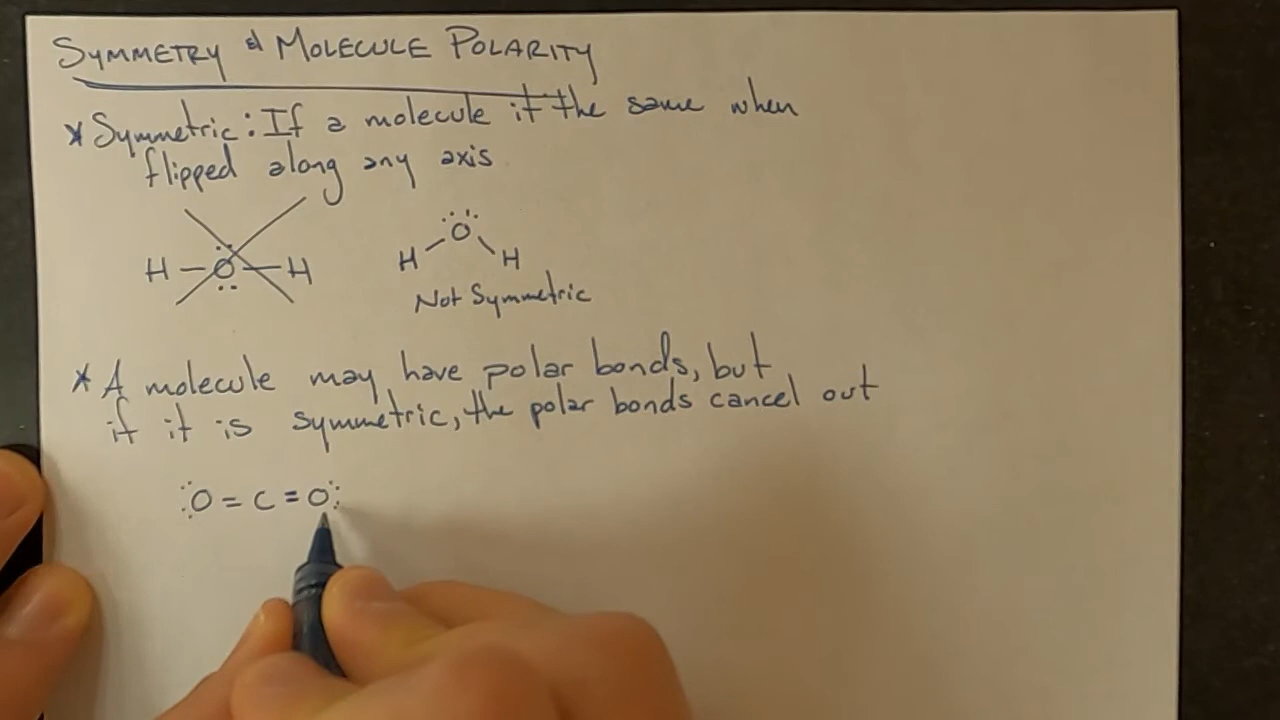 SYMMETRY & MOLECULE POLARITY
* Symmetric: If a molecule it the same when
flipped along any axis
H-Ö-H
O
H H
Not Symmetric
* A molecule may have polar bonds, but
if it is symmetric, the polar bonds cancel out
:O=C=O: